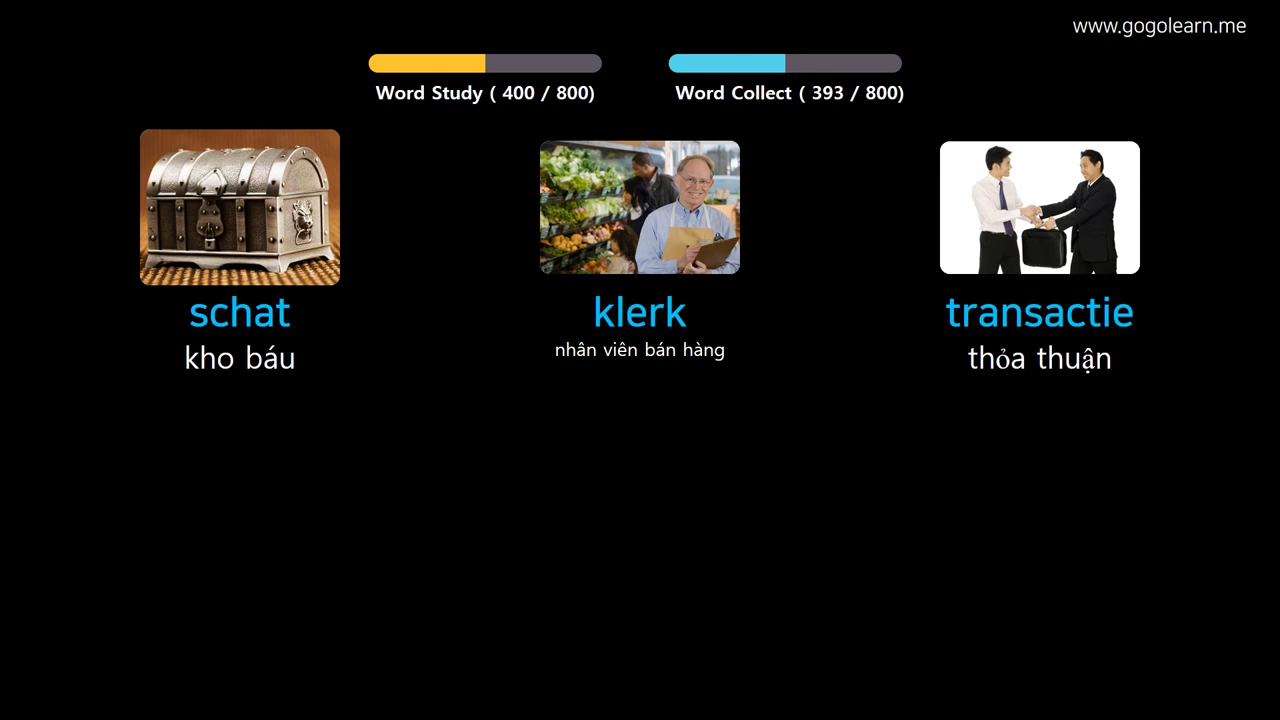 www.gogolearn.me
Word Study ( 400 / 800)
Word Collect ( 393 / 800)
schat
klerk
transactie
kho báu
nhân viên bán hàng
thỏa thuận